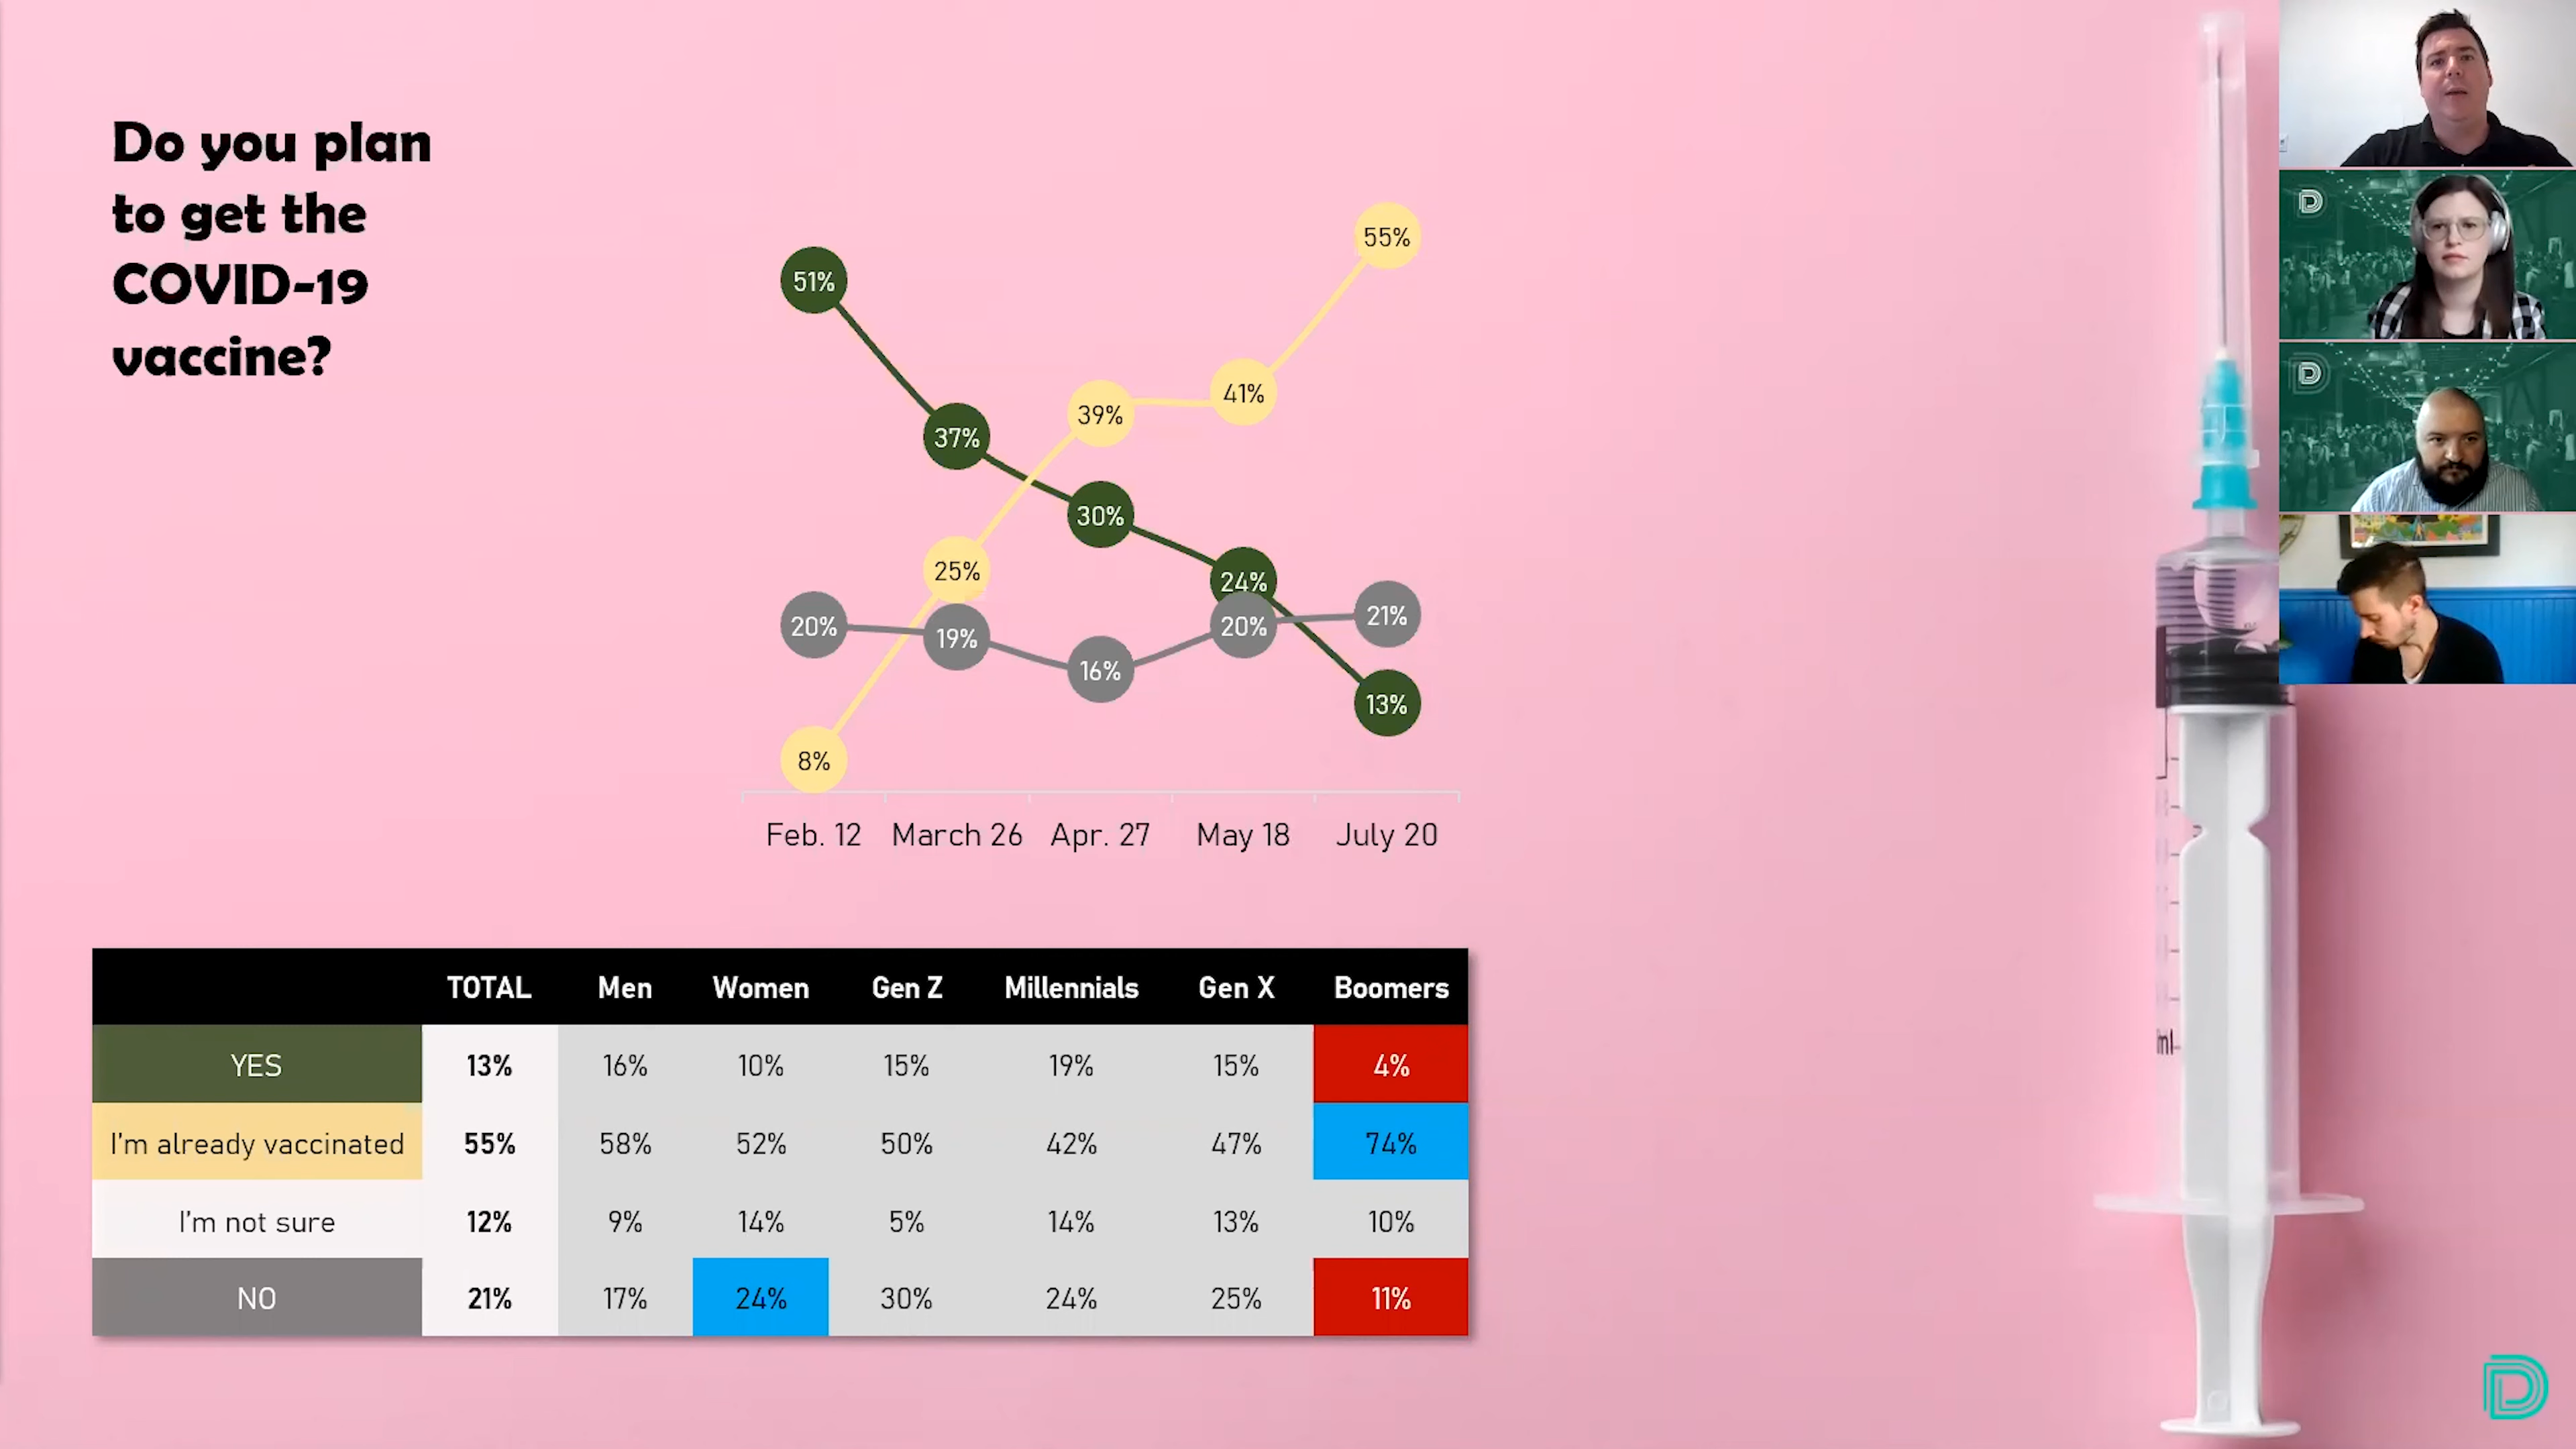 Do you plan
to get the
COVID-19
vaccine?
55%
51%
41%
39%
37%
30%
25%
24%
20%
19%
16%
20%
21%
13%
8%
Feb. 12 March 26 Apr. 27 May 18 July 20
TOTAL Men Women Gen Z Millennials Gen X Boomers
YES 13% 16% 10% 15% 19% 15% 4%
I'm already vaccinated 55% 58% 52% 50% 42% 47% 74%
I'm not sure 12% 9% 14% 5% 14% 13% 10%
NO 21% 17% 24% 30% 24% 25% 11%
ml
D